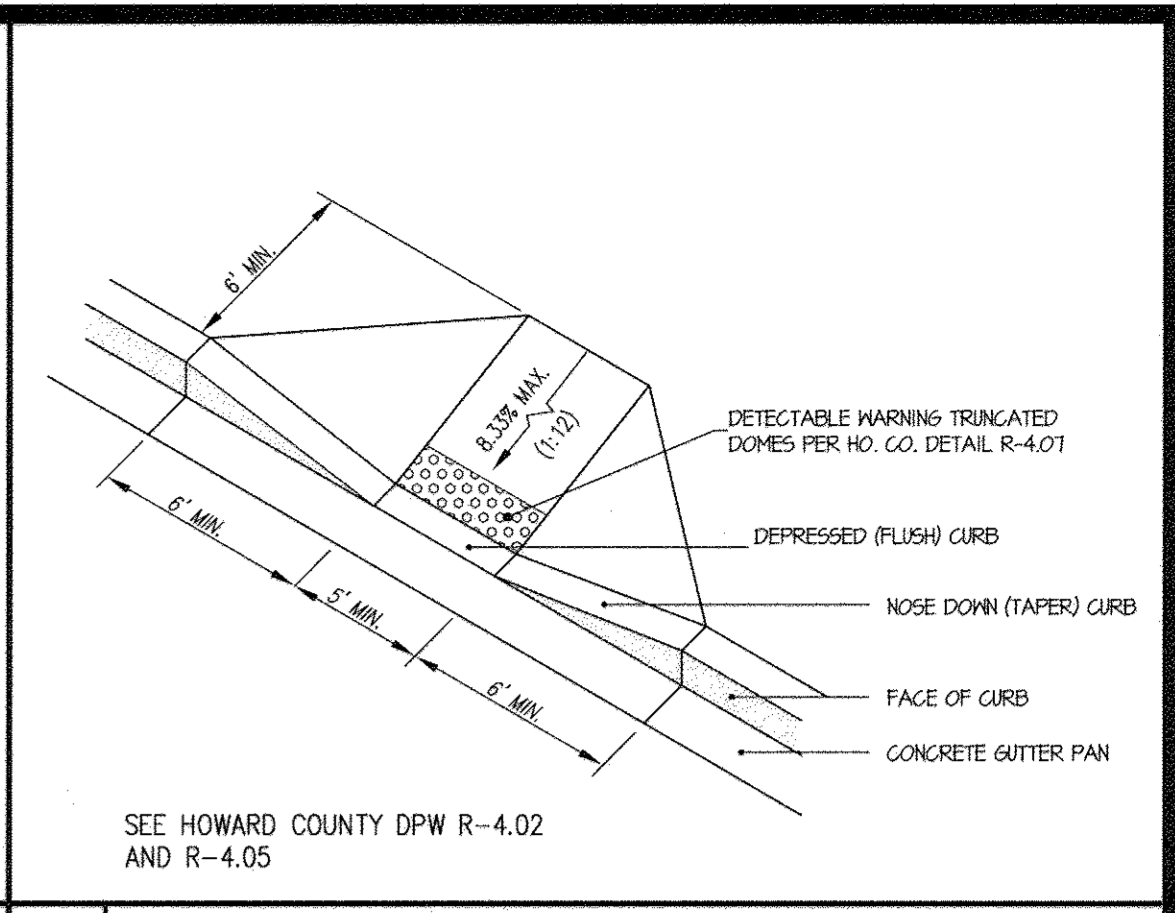 6' MIN.
8.33% MAX.
(1:12)
DETECTABLE WARNING TRUNCATED
DOMES PER HO. CO. DETAIL R-4.07
DEPRESSED (FLUSH) CURB
6' MIN.
5' MIN.
6' MIN.
NOSE DOWN (TAPER) CURB
FACE OF CURB
CONCRETE GUTTER PAN
SEE HOWARD COUNTY DPW R-4.02
AND R-4.05